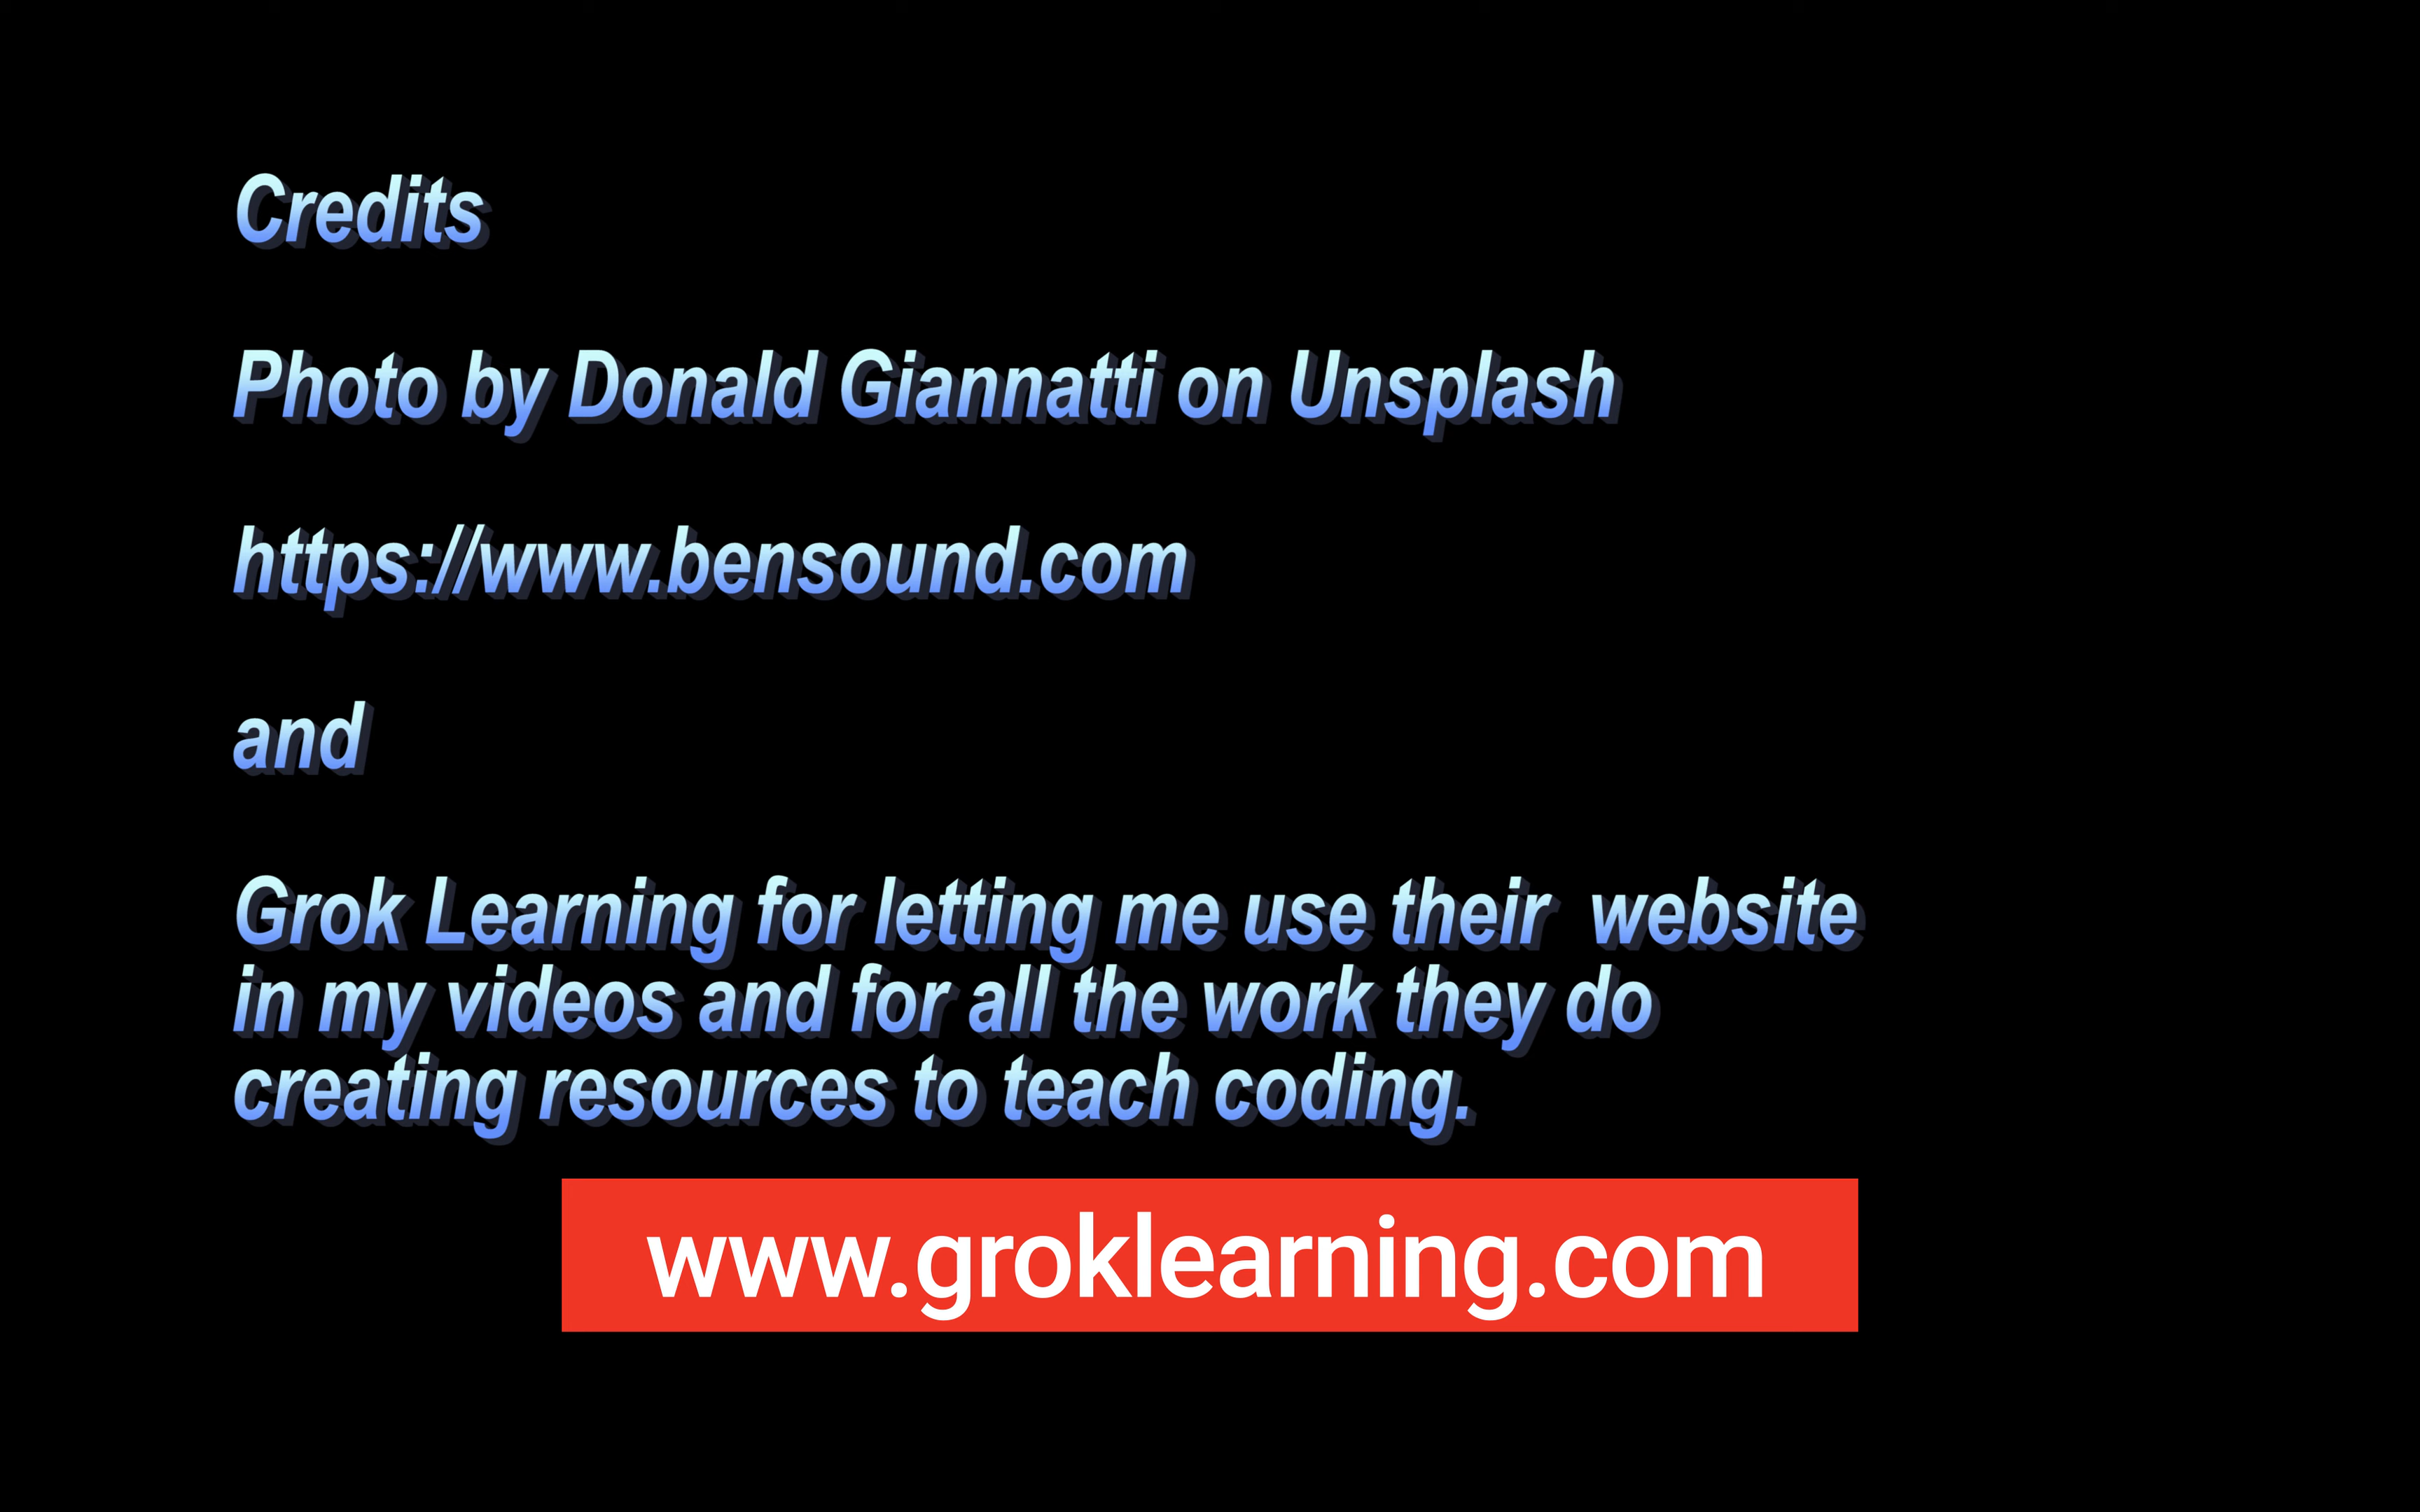 Credits
Photo by Donald Giannatti on Unsplash
https://www.bensound.com
and
Grok Learning for letting me use their  website
in my videos and for all the work they do
creating resources to teach coding.
www.groklearning.com